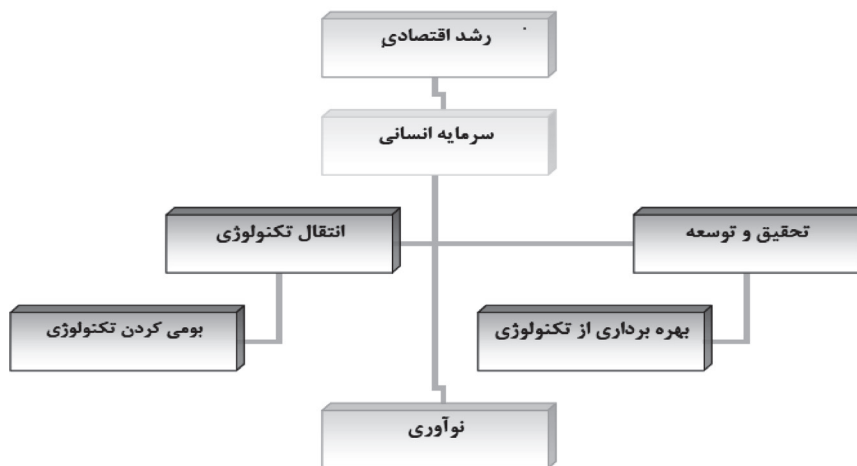 رشد اقتصادی
سرمایه انسانی
تحقیق و توسعه
انتقال تکنولوژی
بهره برداری از تکنولوژی
بومی کردن تکنولوژی
نوآوری